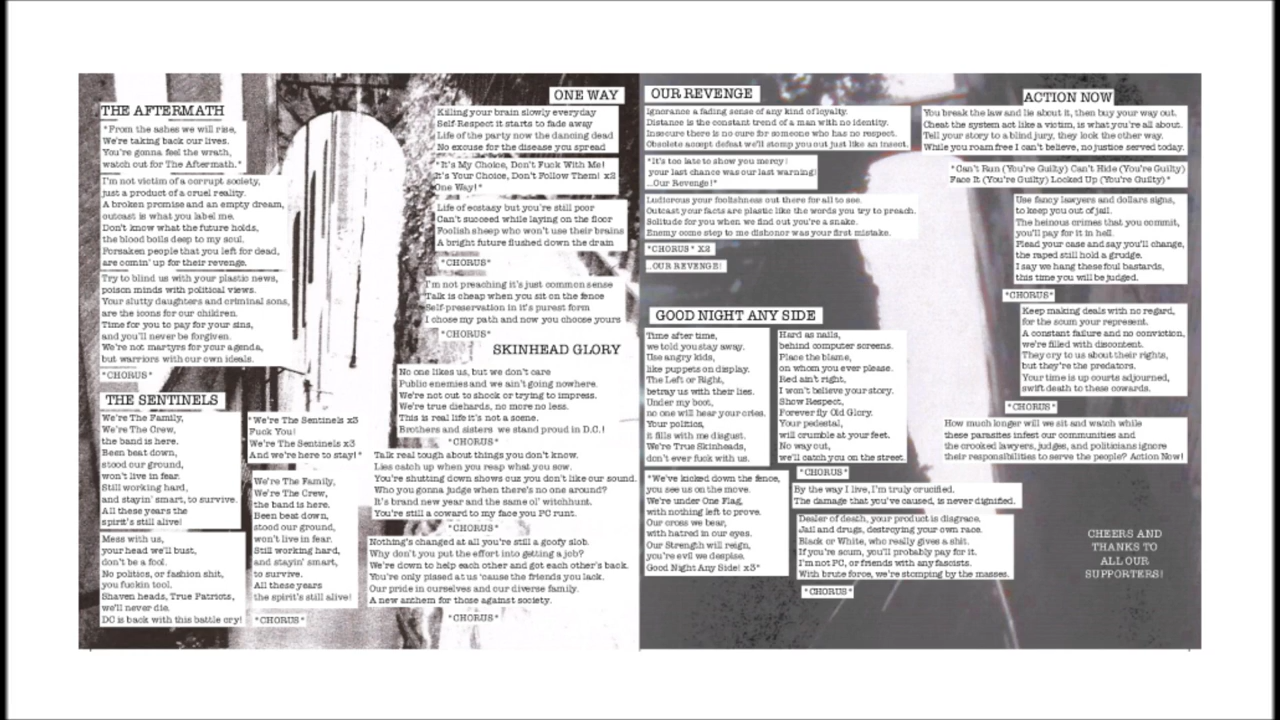 THE AFTERMATH
*From the ashes we will rise,
We're taking back our lives.
You're gonna feel the wrath,
watch out for The Aftermath.*
I'm not victim of a corrupt society,
just a product of a cruel reality.
A broken promise and an empty dream,
outcast is what you label me.
Don't know what the future holds,
the blood boils deep to my soul.
Forsaken people that you left for dead,
are comin' up for their revenge.
Try to blind us with your plastic news,
poison minds with political views.
Your slutty daughters and criminal sons,
are the icons for our children.
Time for you to pay for your sins,
and you'll never be forgiven.
We're not martyrs for your agenda,
but warriors with our own ideals.
*CHORUS*
THE SENTINELS
We're The Family,
We're The Crew,
the band is here.
Been beat down,
stood our ground,
won't live in fear.
Still working hard,
and stayin' smart, to survive.
All these years the
spirit's still alive!
Mess with us,
your head we'll bust,
don't be a fool.
No politics, or fashion shit,
you fuckin tool.
Shaven heads, True Patriots,
we'll never die.
DC is back with this battle cry!
*We're The Sentinels x3
Fuck You!
We're The Sentinels x3
And we're here to stay!*
We're The Family,
We're The Crew,
the band is here.
Been beat down,
stood our ground,
won't live in fear.
Still working hard,
and stayin' smart,
to survive.
All these years
the spirit's still alive!
*CHORUS*
ONE WAY
Killing your brain slowly everyday
Self-Respect it starts to fade away
Life of the party now the dancing dead
No excuse for the disease you spread
*It's My Choice, Don't Fuck With Me!
It's Your Choice, Don't Follow Them! x2
One Way!*
Life of ecstasy but you're still poor
Can't succeed while laying on the floor
Foolish sheep who won't use their brains
A bright future flushed down the drain
*CHORUS*
I'm not preaching it's just common sense
Talk is cheap when you sit on the fence
Self-preservation in it's purest form
I chose my path and now you choose yours
*CHORUS*
SKINHEAD GLORY
No one likes us, but we don't care
Public enemies and we ain't going nowhere.
We're not out to shock or trying to impress.
We're true diehards, no more no less.
This is real life it's not a scene.
Brothers and sisters we stand proud in D.C.!
*CHORUS*
Talk real tough about things you don't know.
Lies catch up when you reap what you sow.
You're shutting down shows cuz you don't like our sound.
Who you gonna judge when there's no one around?
It's brand new year and the same ol' witchhunt.
You're still a coward to my face you PC runt.
*CHORUS*
Nothing's changed at all you're still a goofy slob.
Why don't you put the effort into getting a job?
We're down to help each other and got each other's back.
You're only pissed at us 'cause the friends you lack.
Our pride in ourselves and our diverse family.
A new anthem for those against society.
*CHORUS*
OUR REVENGE
Ignorance a fading sense of any kind of loyalty.
Distance is the constant trend of a man with no identity.
Insecure there is no cure for someone who has no respect.
Obsolete accept defeat we'll stomp you out just like an insect.
*It's too late to show you mercy!
your last chance was our last warning!
...Our Revenge!*
Ludicrous your foolishness out there for all to see.
Outcast your facts are plastic like the words you try to preach.
Solitude for you when we find out you're a snake.
Enemy come step to me dishonor was your first mistake.
*CHORUS* X2
...OUR REVENGE!
GOOD NIGHT ANY SIDE
Time after time,
we told you stay away.
Use angry kids,
like puppets on display.
The Left or Right,
betray us with their lies.
Under my boot,
no one will hear your cries.
Your politics,
it fills with me disgust.
We're True Skinheads,
don't ever fuck with us.
*We've kicked down the fence,
you see us on the move.
We're under One Flag,
with nothing left to prove.
Our cross we bear,
with hatred in our eyes.
Our Strength will reign,
you're evil we despise.
Good Night Any Side! x3*
Hard as nails,
behind computer screens.
Place the blame,
on whom you ever please.
Red ain't right,
I won't believe your story.
Show Respect,
Forever fly Old Glory.
Your pedestal,
will crumble at your feet.
No way out,
we'll catch you on the street.
*CHORUS*
By the way I live, I'm truly crucified.
The damage that you've caused, is never dignified.
Dealer of death, your product is disgrace.
Jail and drugs, destroying your own race.
Black or White, who really gives a shit.
If you're scum, you'll probably pay for it.
I'm not PC, or friends with any fascists.
With brute force, we're stomping by the masses.
*CHORUS*
ACTION NOW
You break the law and lie about it, then buy your way out.
Cheat the system act like a victim, is what you're all about.
Tell your story to a blind jury, they look the other way.
While you roam free I can't believe, no justice served today.
*Can't Run (You're Guilty) Can't Hide (You're Guilty)
Face It (You're Guilty) Locked Up (You're Guilty)*
Use fancy lawyers and dollars signs,
to keep you out of jail.
The heinous crimes that you commit,
you'll pay for it in hell.
Plead your case and say you'll change,
the raped still hold a grudge.
I say we hang these foul bastards,
this time you will be judged.
*CHORUS*
Keep making deals with no regard,
for the scum your represent.
A constant failure and no conviction,
we're filled with discontent.
They cry to us about their rights,
but they're the predators.
Your time is up courts adjourned,
swift death to these cowards.
*CHORUS*
How much longer will we sit and watch while
these parasites infest our communities and
the crooked lawyers, judges, and politicians ignore
their responsibilities to serve the people? Action Now!
CHEERS AND
THANKS TO
ALL OUR
SUPPORTERS!